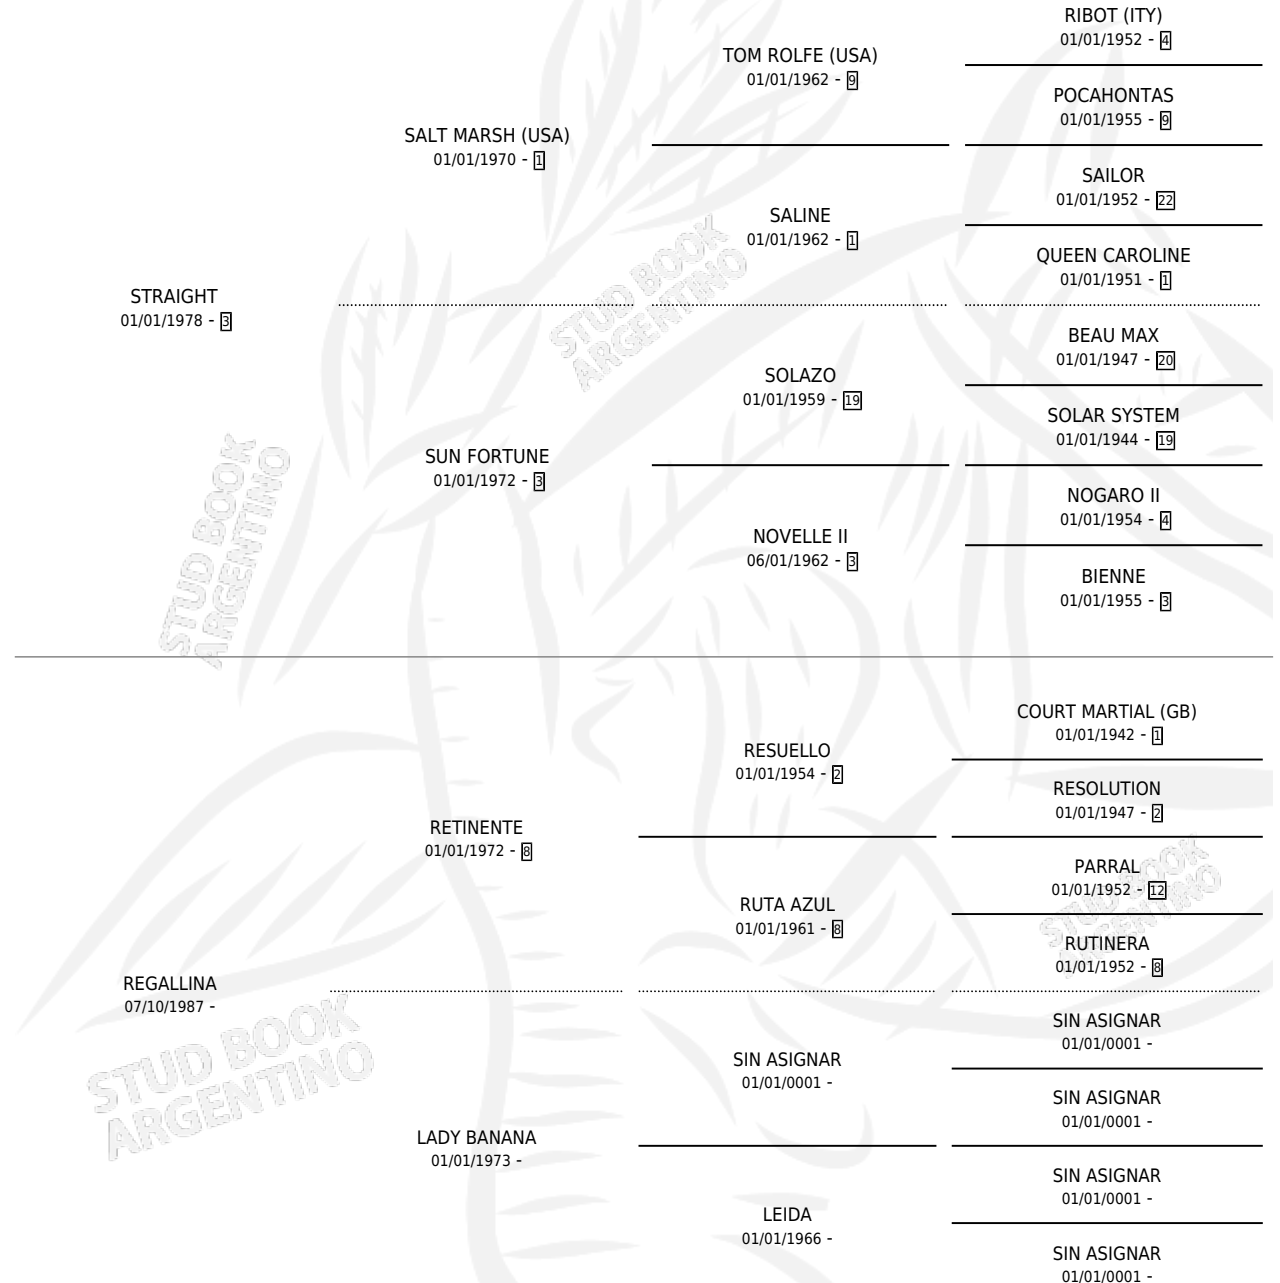 RIBOT (ITY)
01/01/1952 - 4
TOM ROLFE (USA)
01/01/1962 - 9
POCAHONTAS
01/01/1955 - 9
SALT MARSH (USA)
01/01/1970 - 1
SAILOR
01/01/1952 - 22
SALINE
01/01/1962 - 1
QUEEN CAROLINE
01/01/1951 - 1
STRAIGHT
01/01/1978 - 3
STUD BOOK
ARGENTINO
BEAU MAX
01/01/1947 - 20
SOLAZO
01/01/1959 - 19
SOLAR SYSTEM
01/01/1944 - 19
SUN FORTUNE
01/01/1972 - 3
NOGARO II
01/01/1954 - 4
NOVELLE II
06/01/1962 - 3
BIENNE
01/01/1955 - 3
STUD BOOK
ARGENTINO
COURT MARTIAL (GB)
01/01/1942 - 1
RESUELLO
01/01/1954 - 2
RESOLUTION
01/01/1947 - 2
RETINENTE
01/01/1972 - 8
PARRAL
01/01/1952 - 12
RUTA AZUL
01/01/1961 - 8
STUD BOOK
ARGENTINO
RUTINERA
01/01/1952 - 8
REGALLINA
07/10/1987 -
SIN ASIGNAR
01/01/0001 -
SIN ASIGNAR
01/01/0001 -
STUD BOOK
ARGENTINO
SIN ASIGNAR
01/01/0001 -
LADY BANANA
01/01/1973 -
SIN ASIGNAR
01/01/0001 -
LEIDA
01/01/1966 -
SIN ASIGNAR
01/01/0001 -